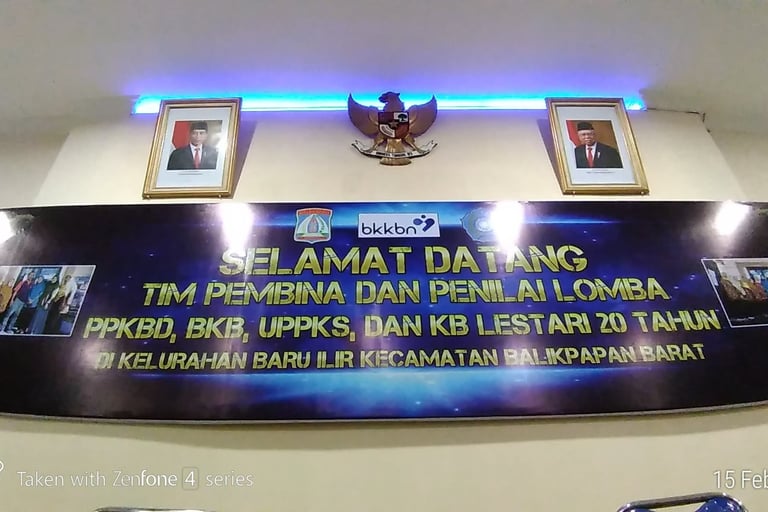 bkkbn
SELAMAT DATANG
TIM PEMBINA DAN PENILAI LOMBA
PPKBD, BKB, UPPKS, DAN KB LESTARI 20 TAHUN
DI KELURAHAN BARU ILIR KECAMATAN BALIKPAPAN BARAT
Taken with Zenfone 4 series
15 Feb